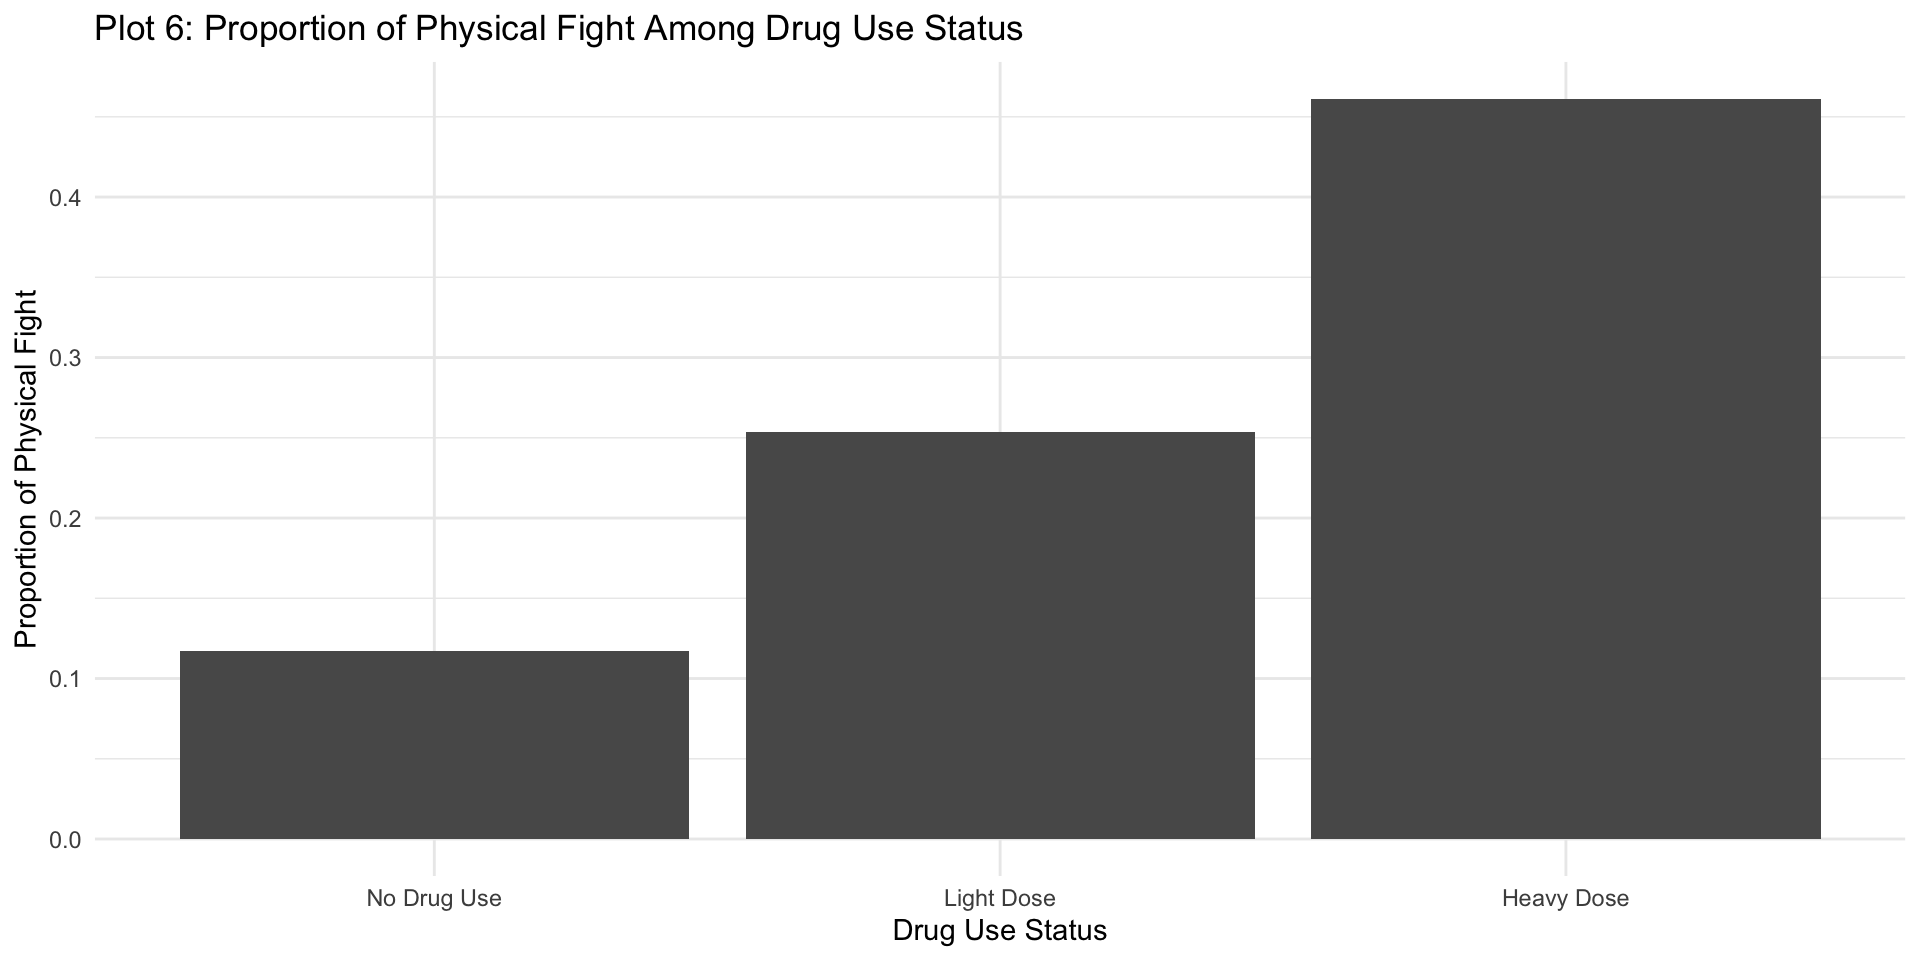 Plot 6: Proportion of Physical Fight Among Drug Use Status
Proportion of Physical Fight
0.4
0.3
0.2
0.1
0.0
No Drug Use
Light Dose
Heavy Dose
Drug Use Status